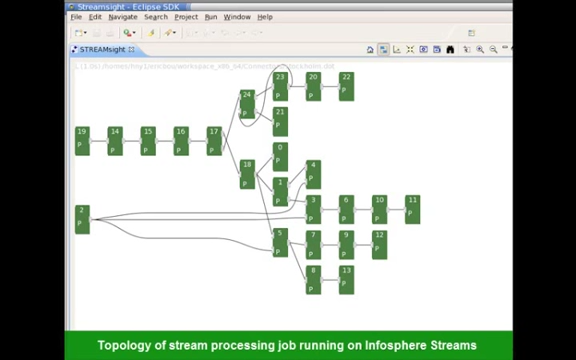 Streamsight - Eclipse SDK
File Edit Navigate Search Project Run Window Help
STREAMsight
23 20 22
P P P
24
P
21
P
19 14 15 16 17
P P P P P
0
P
18 4
P P
1
P
3 6 10 11
P P P P
2
P
5 7 9 12
P P P P
8 13
P P
Topology of stream processing job running on Infosphere Streams